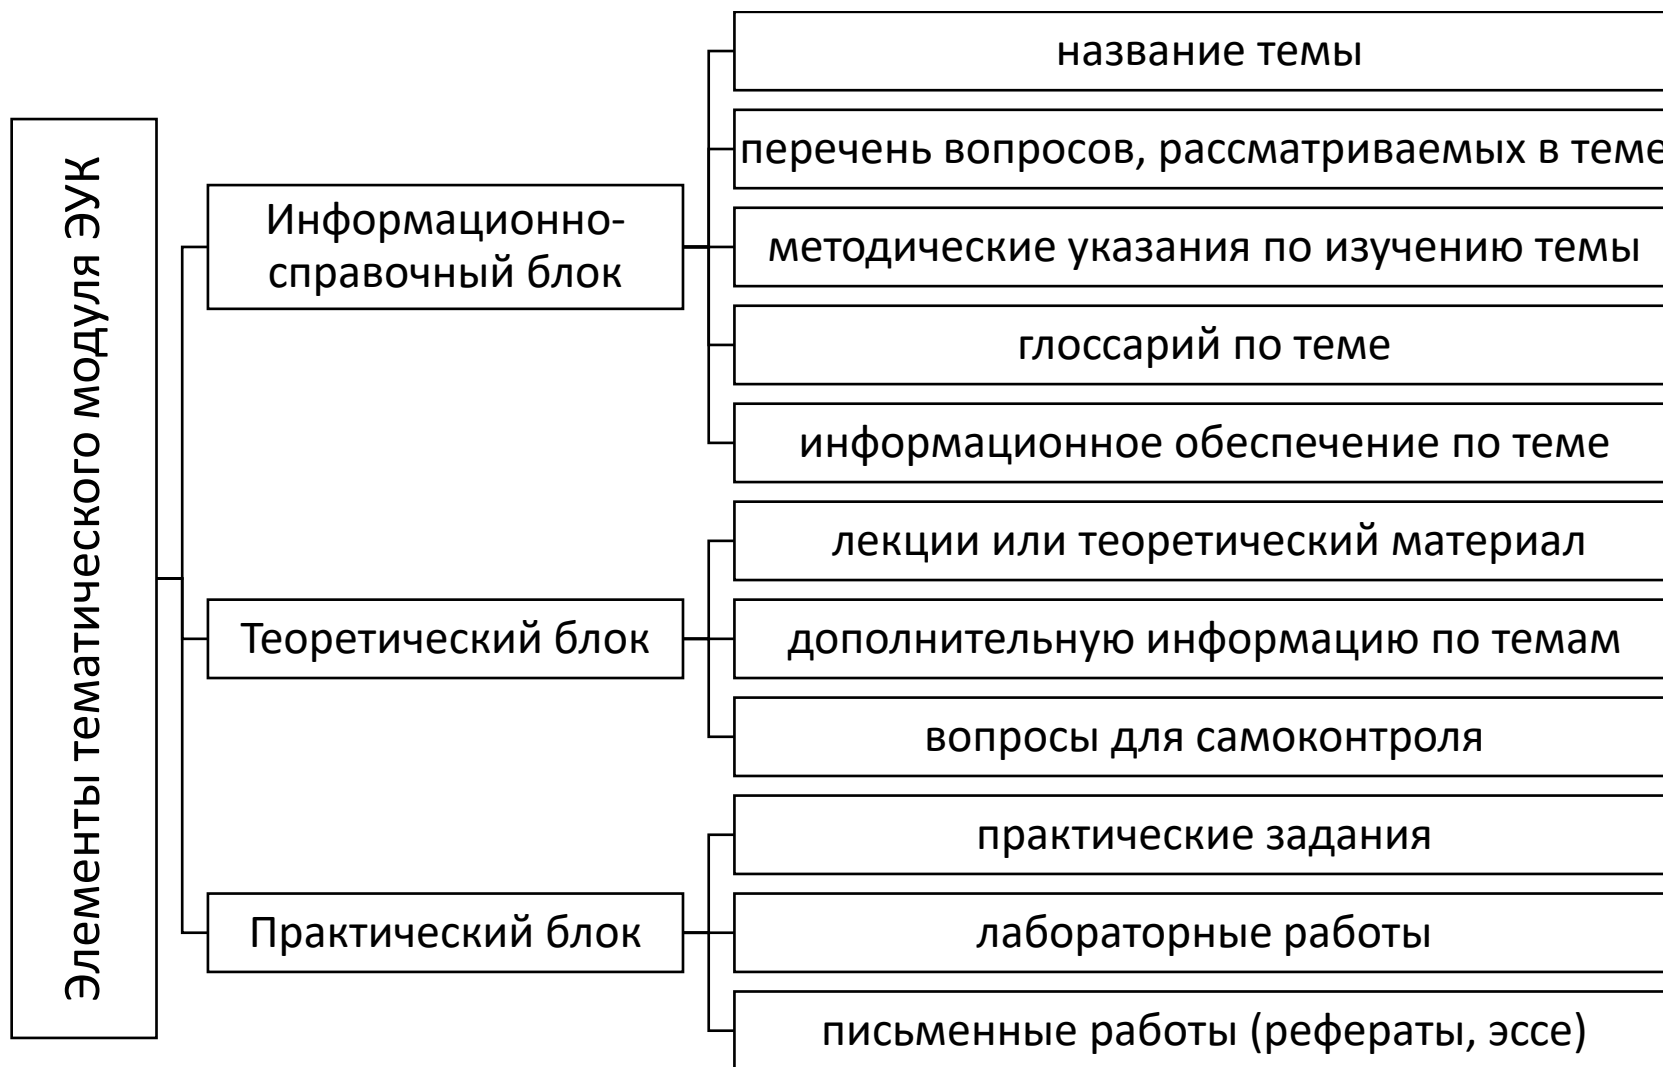 Элементы тематического модуля ЭУК
Информационно-
справочный блок
название темы
перечень вопросов, рассматриваемых в теме
методические указания по изучению темы
глоссарий по теме
информационное обеспечение по теме
Теоретический блок
лекции или теоретический материал
дополнительную информацию по темам
вопросы для самоконтроля
Практический блок
практические задания
лабораторные работы
письменные работы (рефераты, эссе)